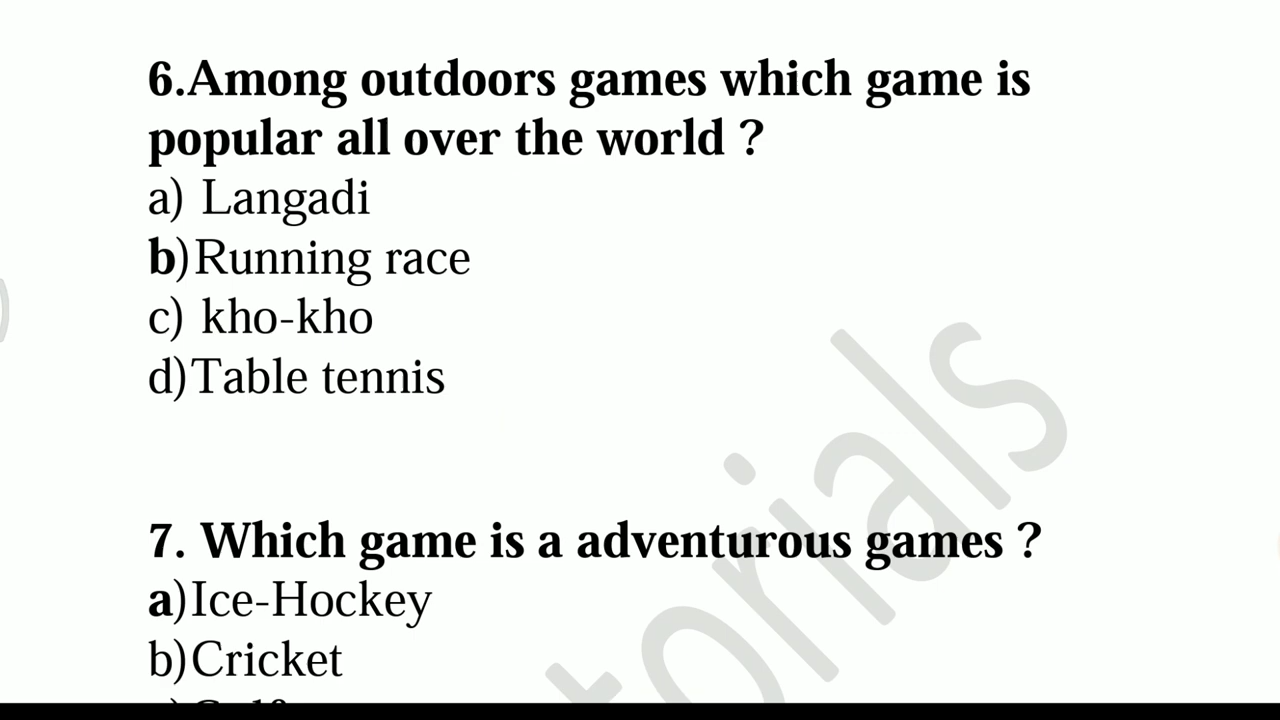 6.Among outdoors games which game is
popular all over the world ?
a) Langadi
b)Running race
c) kho-kho
d)Table tennis
7. Which game is a adventurous games ?
a)Ice-Hockey
b)Cricket